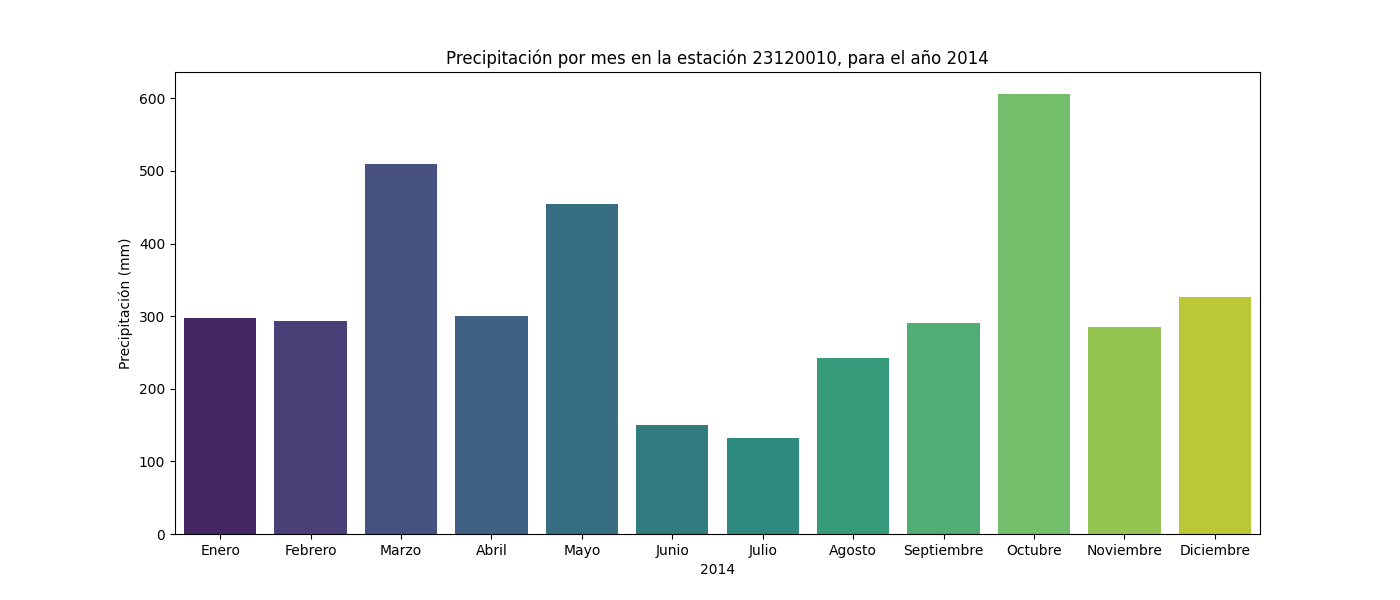 Precipitación por mes en la estación 23120010, para el año 2014
Precipitación (mm)
600
500
400
300
200
100
0
Enero Febrero Marzo Abril Mayo Junio Julio Agosto Septiembre Octubre Noviembre Diciembre
2014